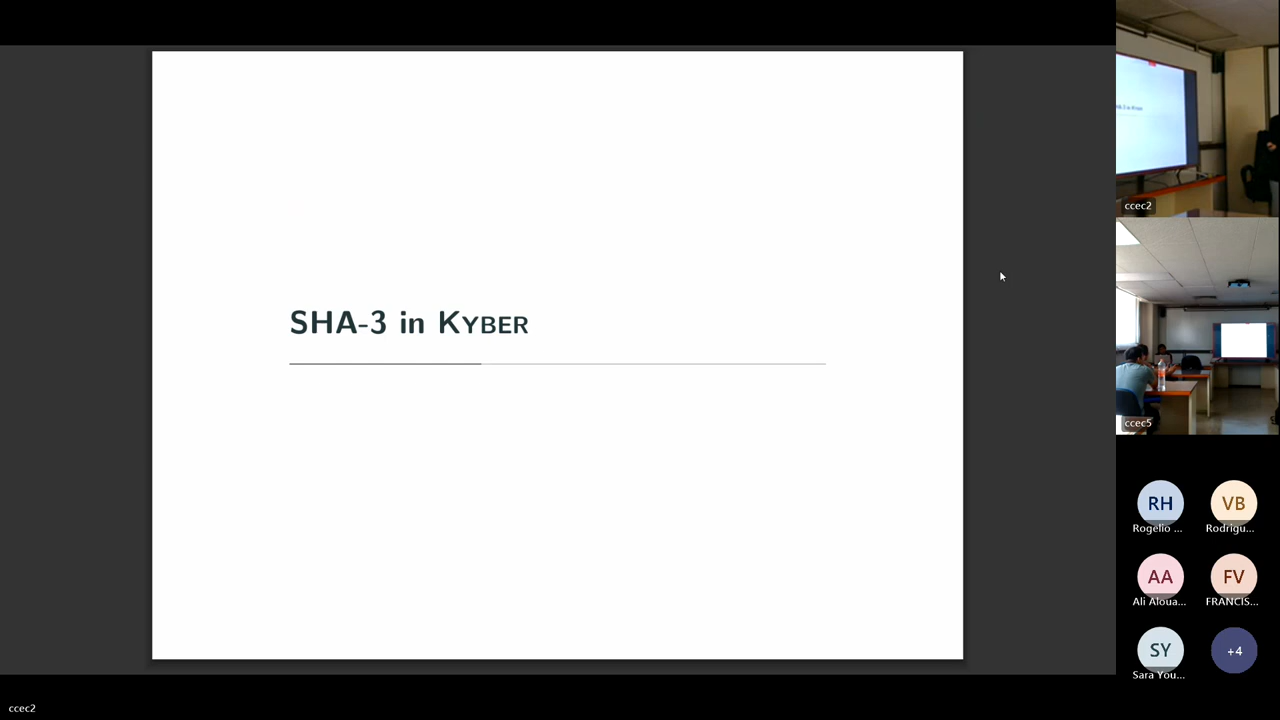 SHA-3 in KYBER
ccec2
ccec5
RH
Rogelio ...
VB
Rodrigu...
AA
Ali Aloua...
FV
FRANCIS...
SY
Sara You...
+4
ccec2